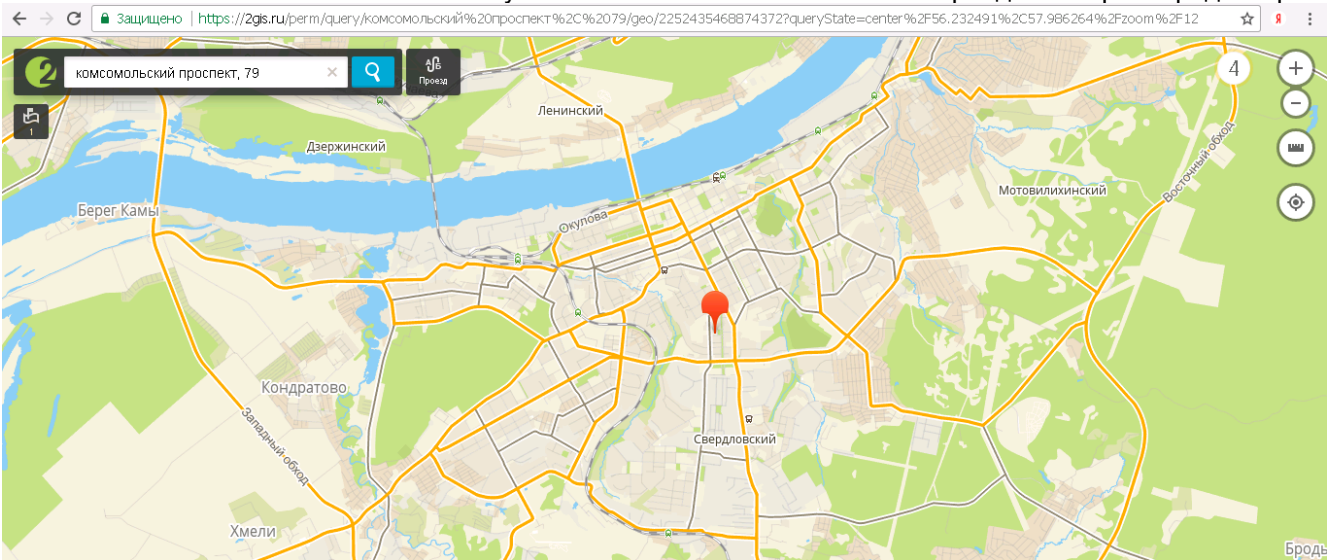 Защищено https://2gis.ru/perm/query/комсомольский%20проспект%2C%2079/geo/2252435468874372?queryState=center%2F56.232491%2C57.986264%2Fzoom%2F12
Я
2 комсомольский проспект, 79 × Проезд
4
1
Ленинский
Дзержинский
Восточный обход
Мотовилихинский
Берег Камы
Окулова
Кондратово
Западный обход
Свердловский
Хмели
Бродь